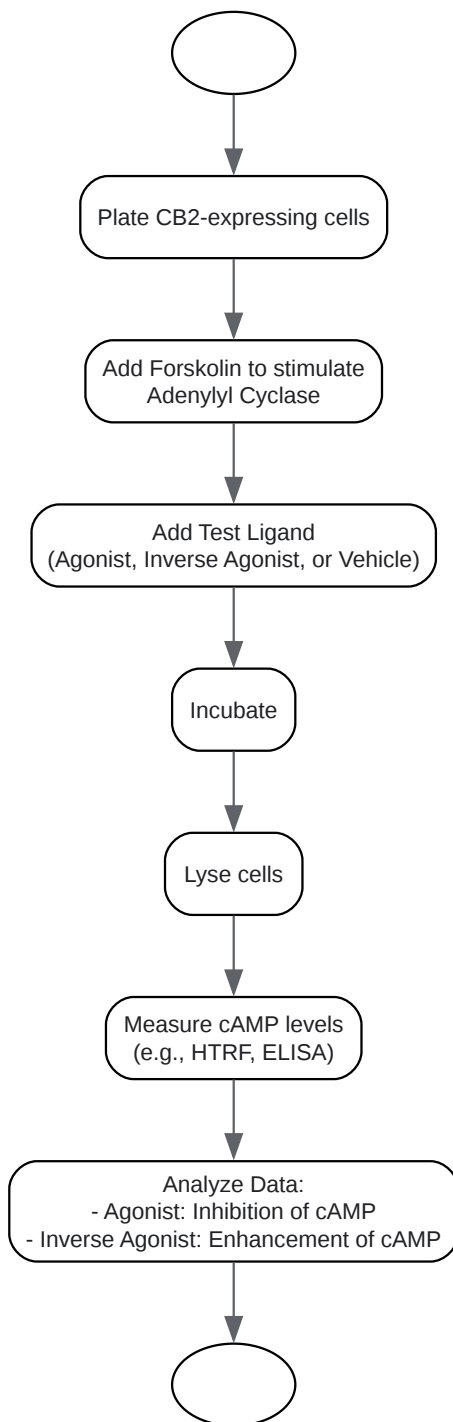 Plate CB2-expressing cells
Add Forskolin to stimulate
Adenylyl Cyclase
Add Test Ligand
(Agonist, Inverse Agonist, or Vehicle)
Incubate
Lyse cells
Measure cAMP levels
(e.g., HTRF, ELISA)
Analyze Data:
- Agonist: Inhibition of cAMP
- Inverse Agonist: Enhancement of cAMP